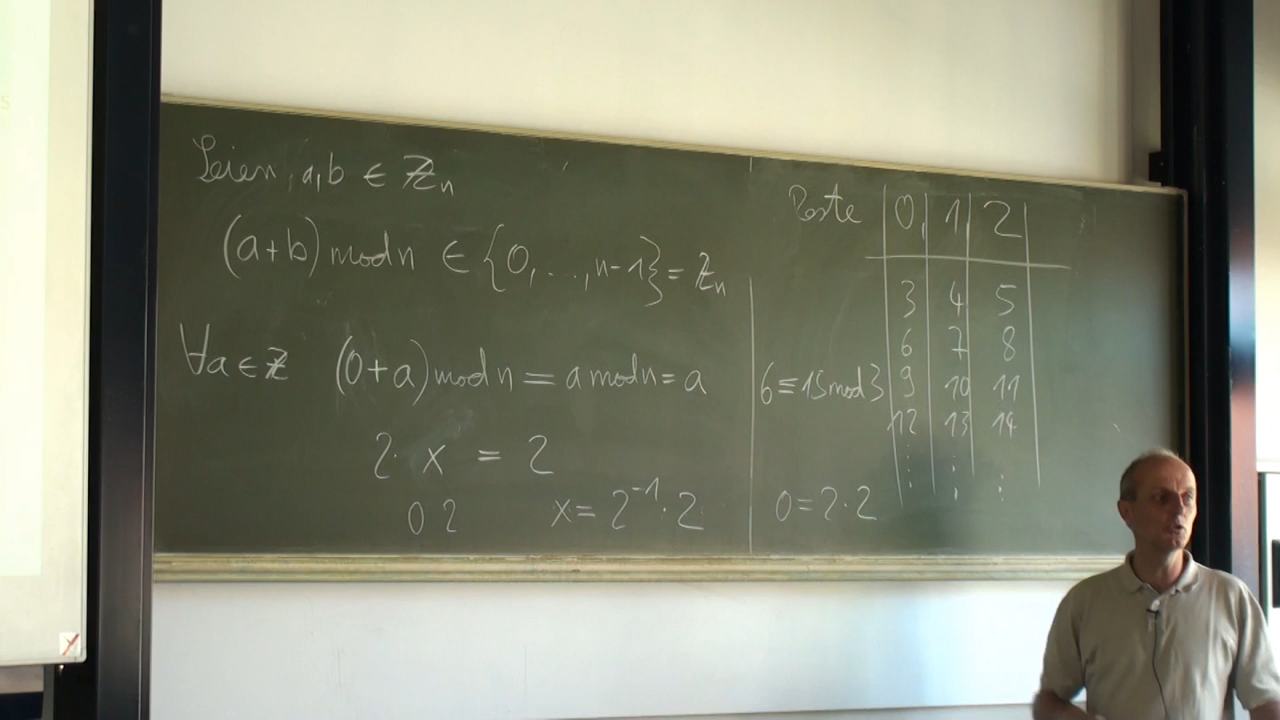 Seien a,b ∈ ℤn
(a+b) mod n ∈ {0,...,n-1} = ℤn
∀a∈ℤ (0+a) mod n = a mod n = a
2· x = 2
0 2 x = 2⁻¹·2
Reste 0, 1, 2
3 4 5
6 7 8
6 ≡ 15 mod 3 9 10 11
12 13 14
⋮ ⋮ ⋮
0 = 2·2